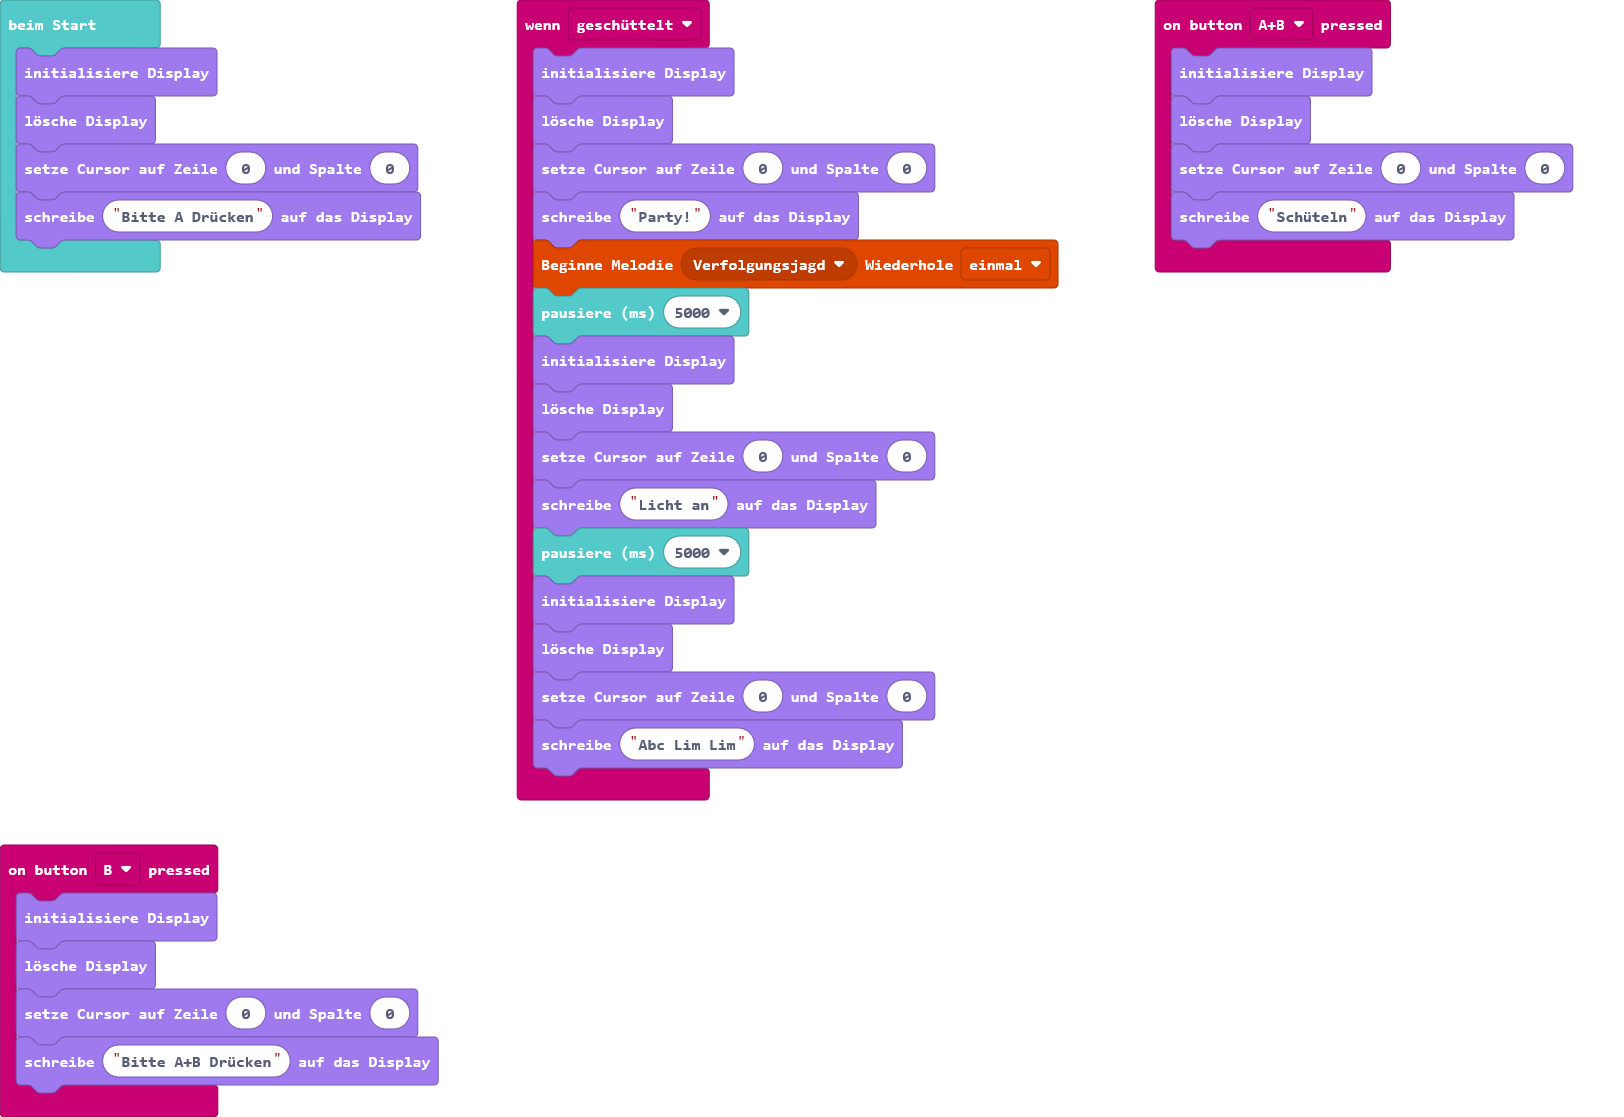 beim Start
initialisiere Display
lösche Display
setze Cursor auf Zeile 0 und Spalte 0
schreibe "Bitte A Drücken" auf das Display
wenn geschüttelt
initialisiere Display
lösche Display
setze Cursor auf Zeile 0 und Spalte 0
schreibe "Party!" auf das Display
Beginne Melodie Verfolgungsjagd Wiederhole einmal
pausiere (ms) 5000
initialisiere Display
lösche Display
setze Cursor auf Zeile 0 und Spalte 0
schreibe "Licht an" auf das Display
pausiere (ms) 5000
initialisiere Display
lösche Display
setze Cursor auf Zeile 0 und Spalte 0
schreibe "Abc Lim Lim" auf das Display
on button A+B pressed
initialisiere Display
lösche Display
setze Cursor auf Zeile 0 und Spalte 0
schreibe "Schüteln" auf das Display
on button B pressed
initialisiere Display
lösche Display
setze Cursor auf Zeile 0 und Spalte 0
schreibe "Bitte A+B Drücken" auf das Display